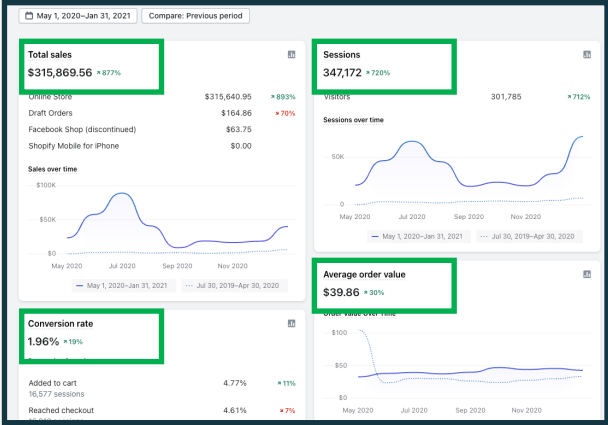 May 1, 2020–Jan 31, 2021
Compare: Previous period
Total sales
$315,869.56 877%
Online Store $315,640.95 893%
Draft Orders $164.86 70%
Facebook Shop (discontinued) $63.75
Shopify Mobile for iPhone $0.00
Sales over time
$100K
$50K
$0
May 2020 Jul 2020 Sep 2020 Nov 2020
May 1, 2020–Jan 31, 2021 Jul 30, 2019–Apr 30, 2020
Conversion rate
1.96% 19%
Added to cart 4.77% 11%
16,577 sessions
Reached checkout 4.61% 7%
Sessions
347,172 720%
Visitors 301,785 712%
Sessions over time
50K
0
May 2020 Jul 2020 Sep 2020 Nov 2020
May 1, 2020–Jan 31, 2021 Jul 30, 2019–Apr 30, 2020
Average order value
$39.86 30%
Order Value Over Time
$100
$50
$0
May 2020 Jul 2020 Sep 2020 Nov 2020